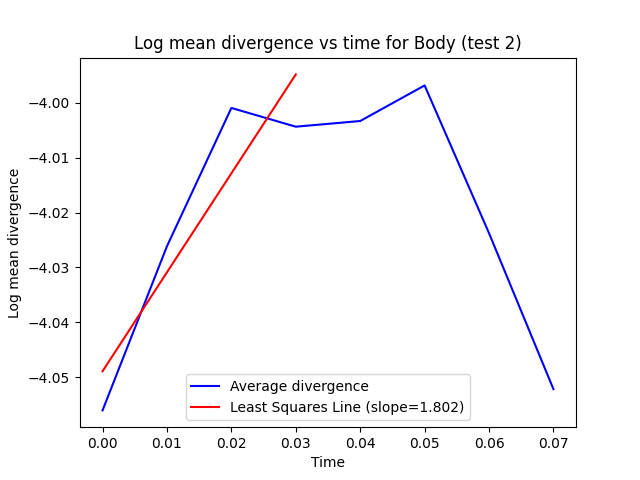 Log mean divergence vs time for Body (test 2)
Log mean divergence
−4.00
−4.01
−4.02
−4.03
−4.04
−4.05
Average divergence
Least Squares Line (slope=1.802)
0.00 0.01 0.02 0.03 0.04 0.05 0.06 0.07
Time